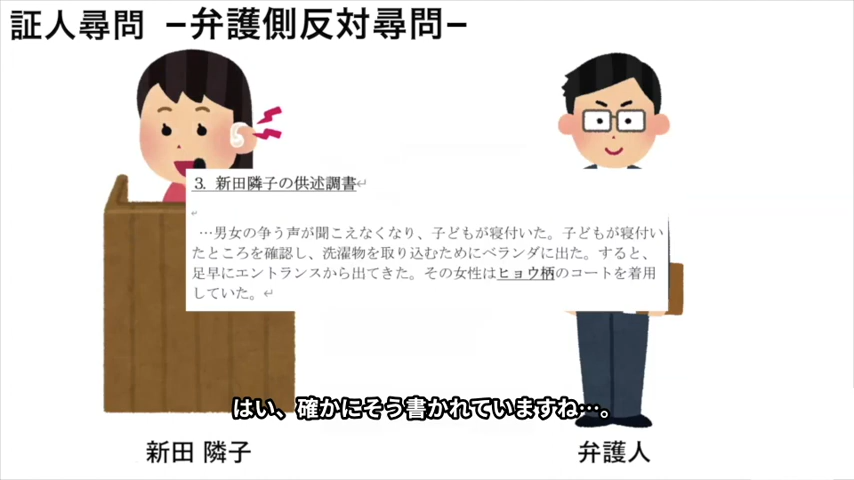 証人尋問 −弁護側反対尋問−
3. 新田隣子の供述調書↵
↵
…男女の争う声が聞こえなくなり、子どもが寝付いた。子どもが寝付い
たところを確認し、洗濯物を取り込むためにベランダに出た。すると、
足早にエントランスから出てきた。その女性はヒョウ柄のコートを着用
していた。↵
はい、確かにそう書かれていますね…。
新田 隣子
弁護人